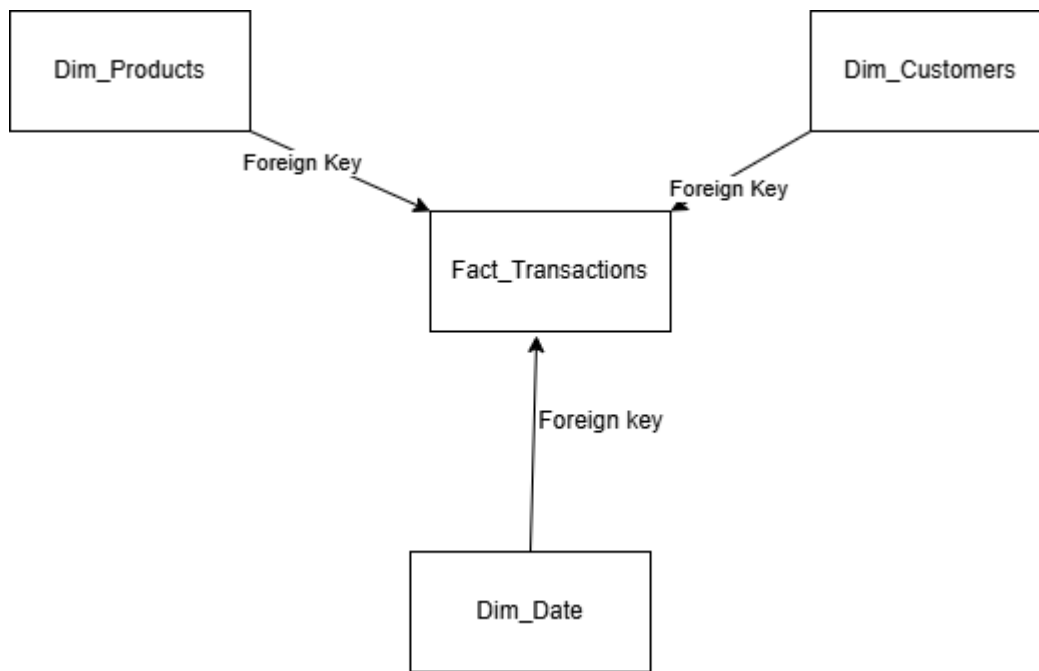 Dim_Products
Dim_Customers
Foreign Key
Foreign Key
Fact_Transactions
Foreign key
Dim_Date